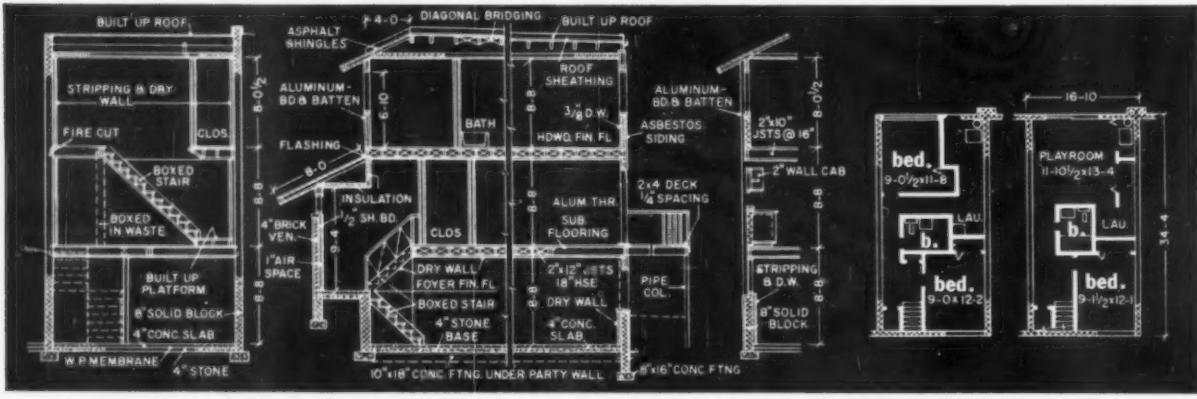 BUILT UP ROOF
STRIPPING & DRY
WALL
8-0 1/2
FIRE CUT
CLOS.
BOXED
STAIR
BOXED
IN WASTE
8-8
BUILT UP
PLATFORM
8" SOLID BLOCK
4" CONC. SLAB
8-8
W.P. MEMBRANE
4" STONE
4-0
DIAGONAL BRIDGING
BUILT UP ROOF
ASPHALT
SHINGLES
ROOF
SHEATHING
ALUMINUM-
BD & BATTEN
6-10
BATH
8-8
3/8" D.W.
HDWD. FIN. FL
ASBESTOS
SIDING
FLASHING
8-0
INSULATION
1/2" SH. BD.
4" BRICK
VEN.
9-4
1" AIR
SPACE
CLOS
8-8
ALUM THR.
SUB
FLOORING
2x4 DECK
1/4" SPACING
DRY WALL
FOYER FIN. FL
BOXED STAIR
4" STONE
BASE
8-8
2"x12" JSTS
18" HSE
DRY WALL
4" CONC.
SLAB
PIPE
COL.
10"x18" CONC. FTNG. UNDER PARTY WALL
8"x16" CONC FTNG
ALUMINUM-
BD & BATTEN
8-0 1/2
2"x10"
JSTS @ 16"
2" WALL CAB
8-8
STRIPPING
& D.W.
8" SOLID
BLOCK
8-8
bed.
9-0 1/2 x 11-8
b.
LAU.
bed.
9-0 x 12-2
16-10
PLAYROOM
11-10 1/2 x 13-4
LAU.
b.
34-4
bed.
9-1 1/2 x 12-1